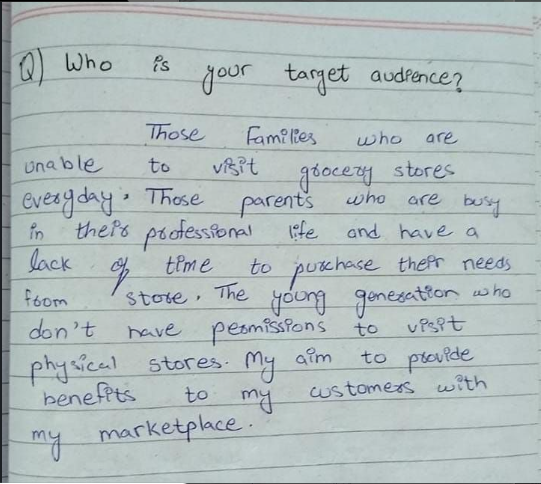 Q) Who is your target audience?
Those Families who are
unable to visit grocery stores
everyday. Those parents who are busy
in their professional life and have a
lack of time to purchase their needs
from store. The young generation who
don't have permissions to visit
physical stores. My aim to provide
benefits to my customers with
my marketplace.